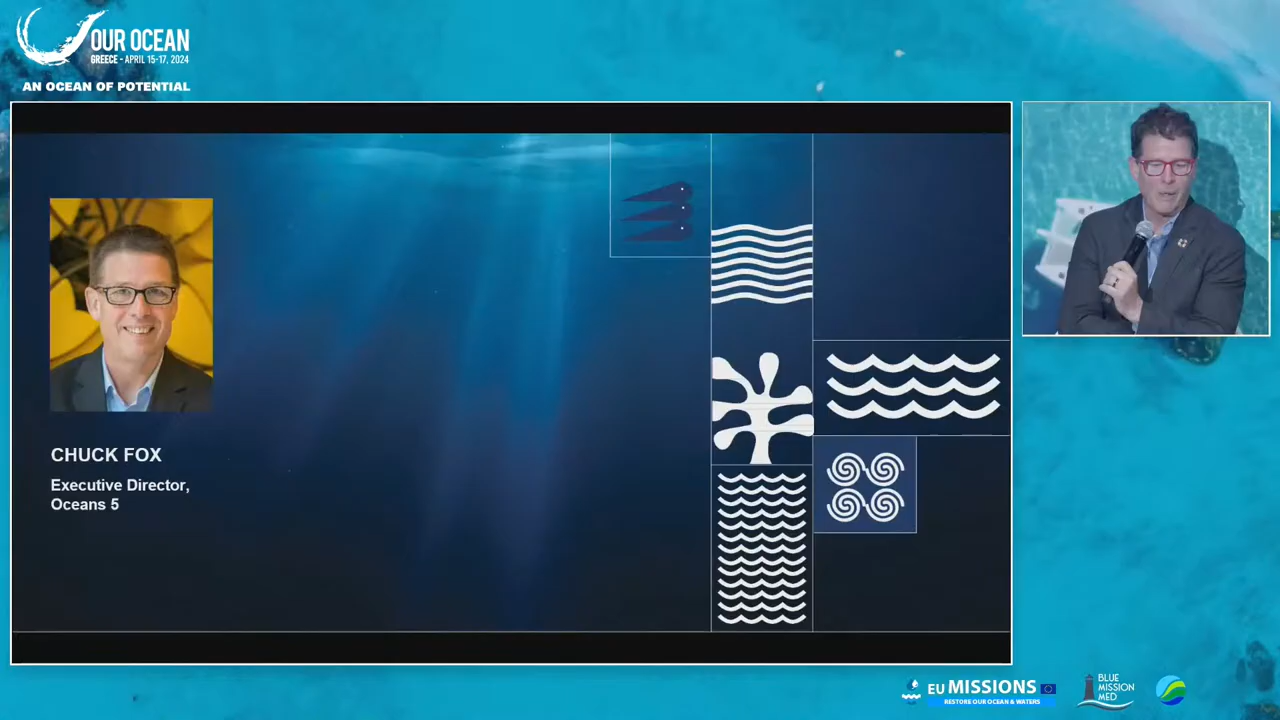 OUR OCEAN
GREECE - APRIL 15-17, 2024
AN OCEAN OF POTENTIAL
CHUCK FOX
Executive Director,
Oceans 5
EU MISSIONS
RESTORE OUR OCEAN & WATERS
BLUE
MISSION
MED